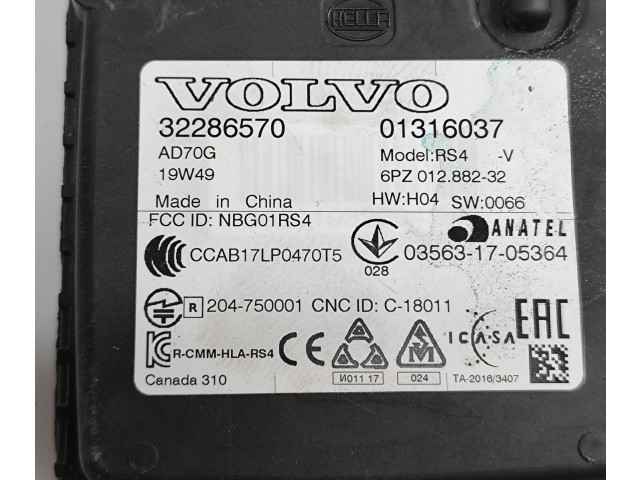 HELLA
VOLVO
32286570 01316037
AD70G Model:RS4 -V
19W49 6PZ 012.882-32
Made in China HW:H04 SW:0066
FCC ID: NBG01RS4
CCAB17LP0470T5 028 ANATEL 03563-17-05364
R 204-750001 CNC ID: C-18011
R-CMM-HLA-RS4 CE ICASA EAC
Canada 310 И011 17 024 TA-2016/3407